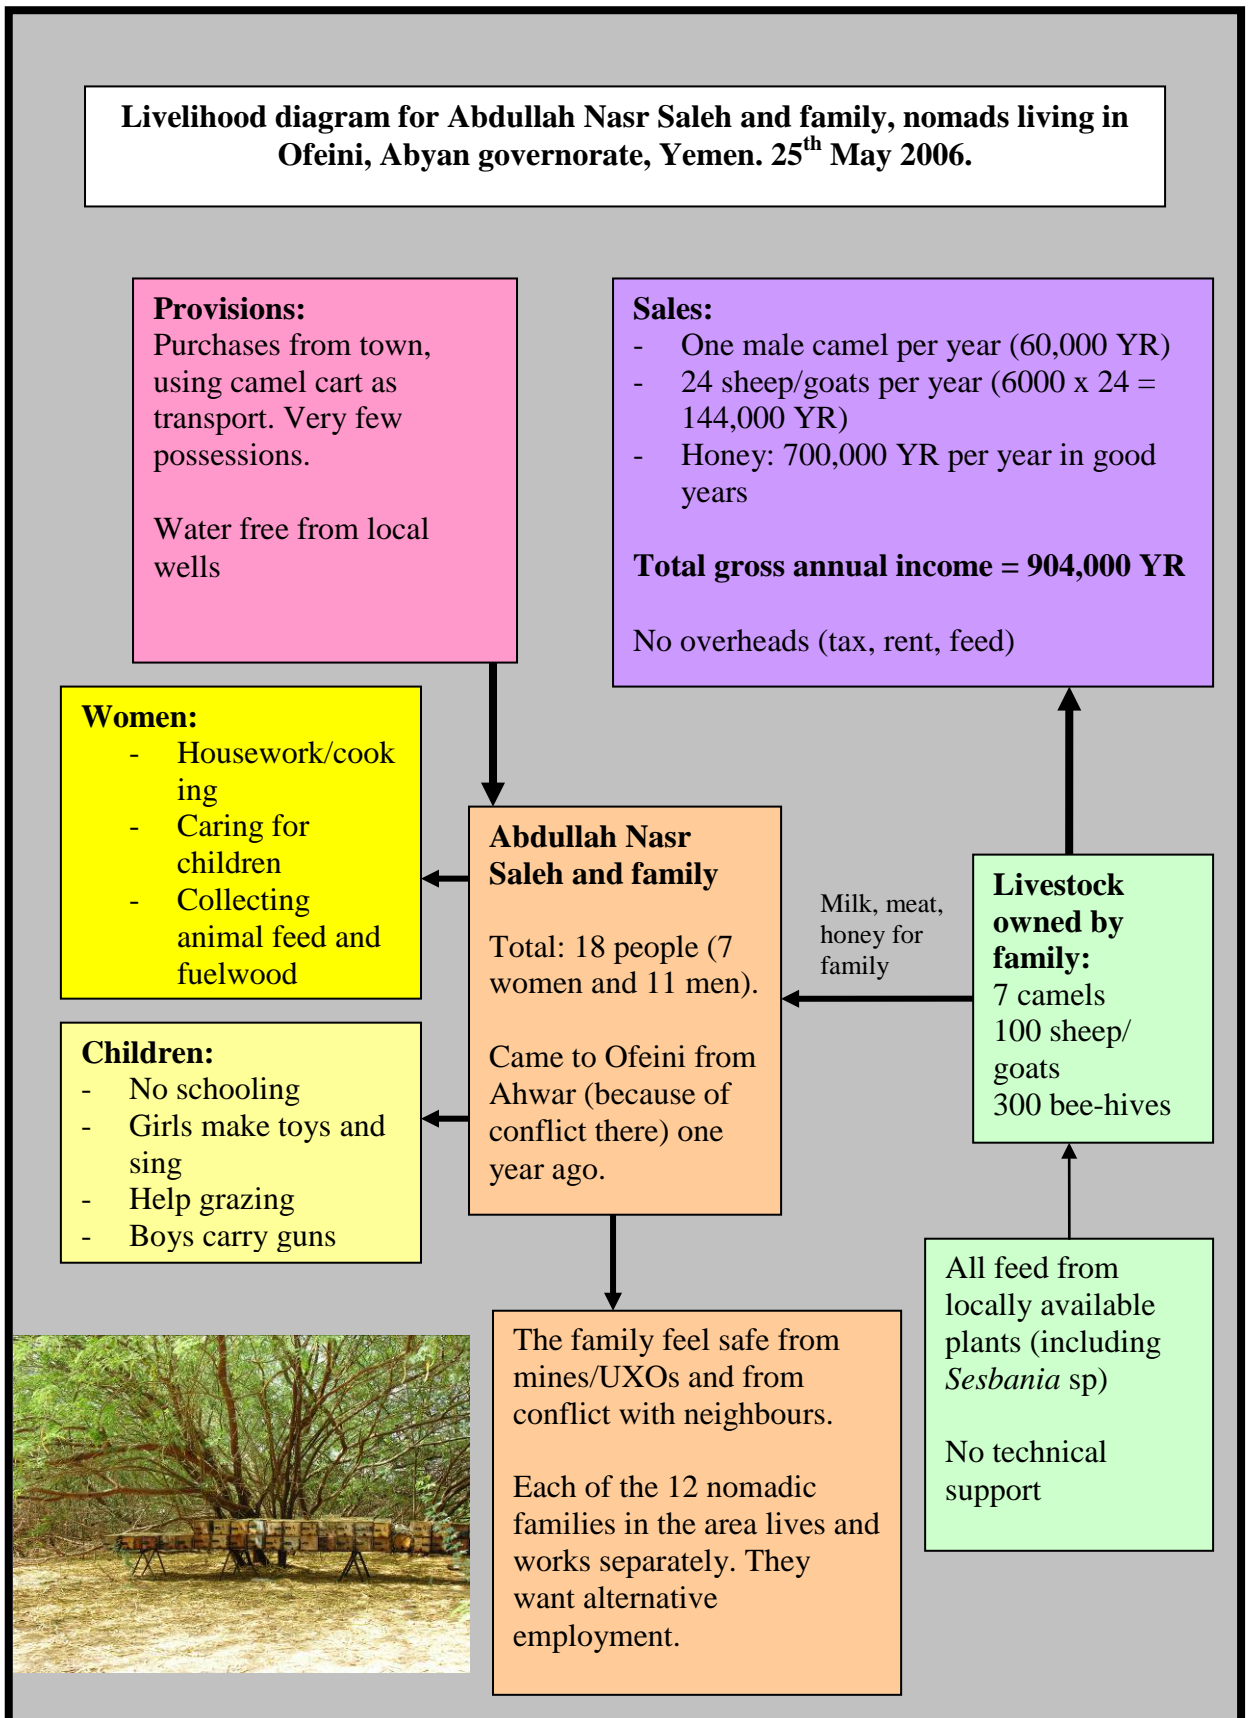 Livelihood diagram for Abdullah Nasr Saleh and family, nomads living in
Ofeini, Abyan governorate, Yemen. 25th May 2006.
Provisions:
Purchases from town,
using camel cart as
transport. Very few
possessions.
Water free from local
wells
Sales:
- One male camel per year (60,000 YR)
- 24 sheep/goats per year (6000 x 24 =
144,000 YR)
- Honey: 700,000 YR per year in good
years
Total gross annual income = 904,000 YR
No overheads (tax, rent, feed)
Women:
- Housework/cook
ing
- Caring for
children
- Collecting
animal feed and
fuelwood
Abdullah Nasr
Saleh and family
Total: 18 people (7
women and 11 men).
Came to Ofeini from
Ahwar (because of
conflict there) one
year ago.
Milk, meat,
honey for
family
Livestock
owned by
family:
7 camels
100 sheep/
goats
300 bee-hives
Children:
- No schooling
- Girls make toys and
sing
- Help grazing
- Boys carry guns
The family feel safe from
mines/UXOs and from
conflict with neighbours.
Each of the 12 nomadic
families in the area lives and
works separately. They
want alternative
employment.
All feed from
locally available
plants (including
Sesbania sp)
No technical
support